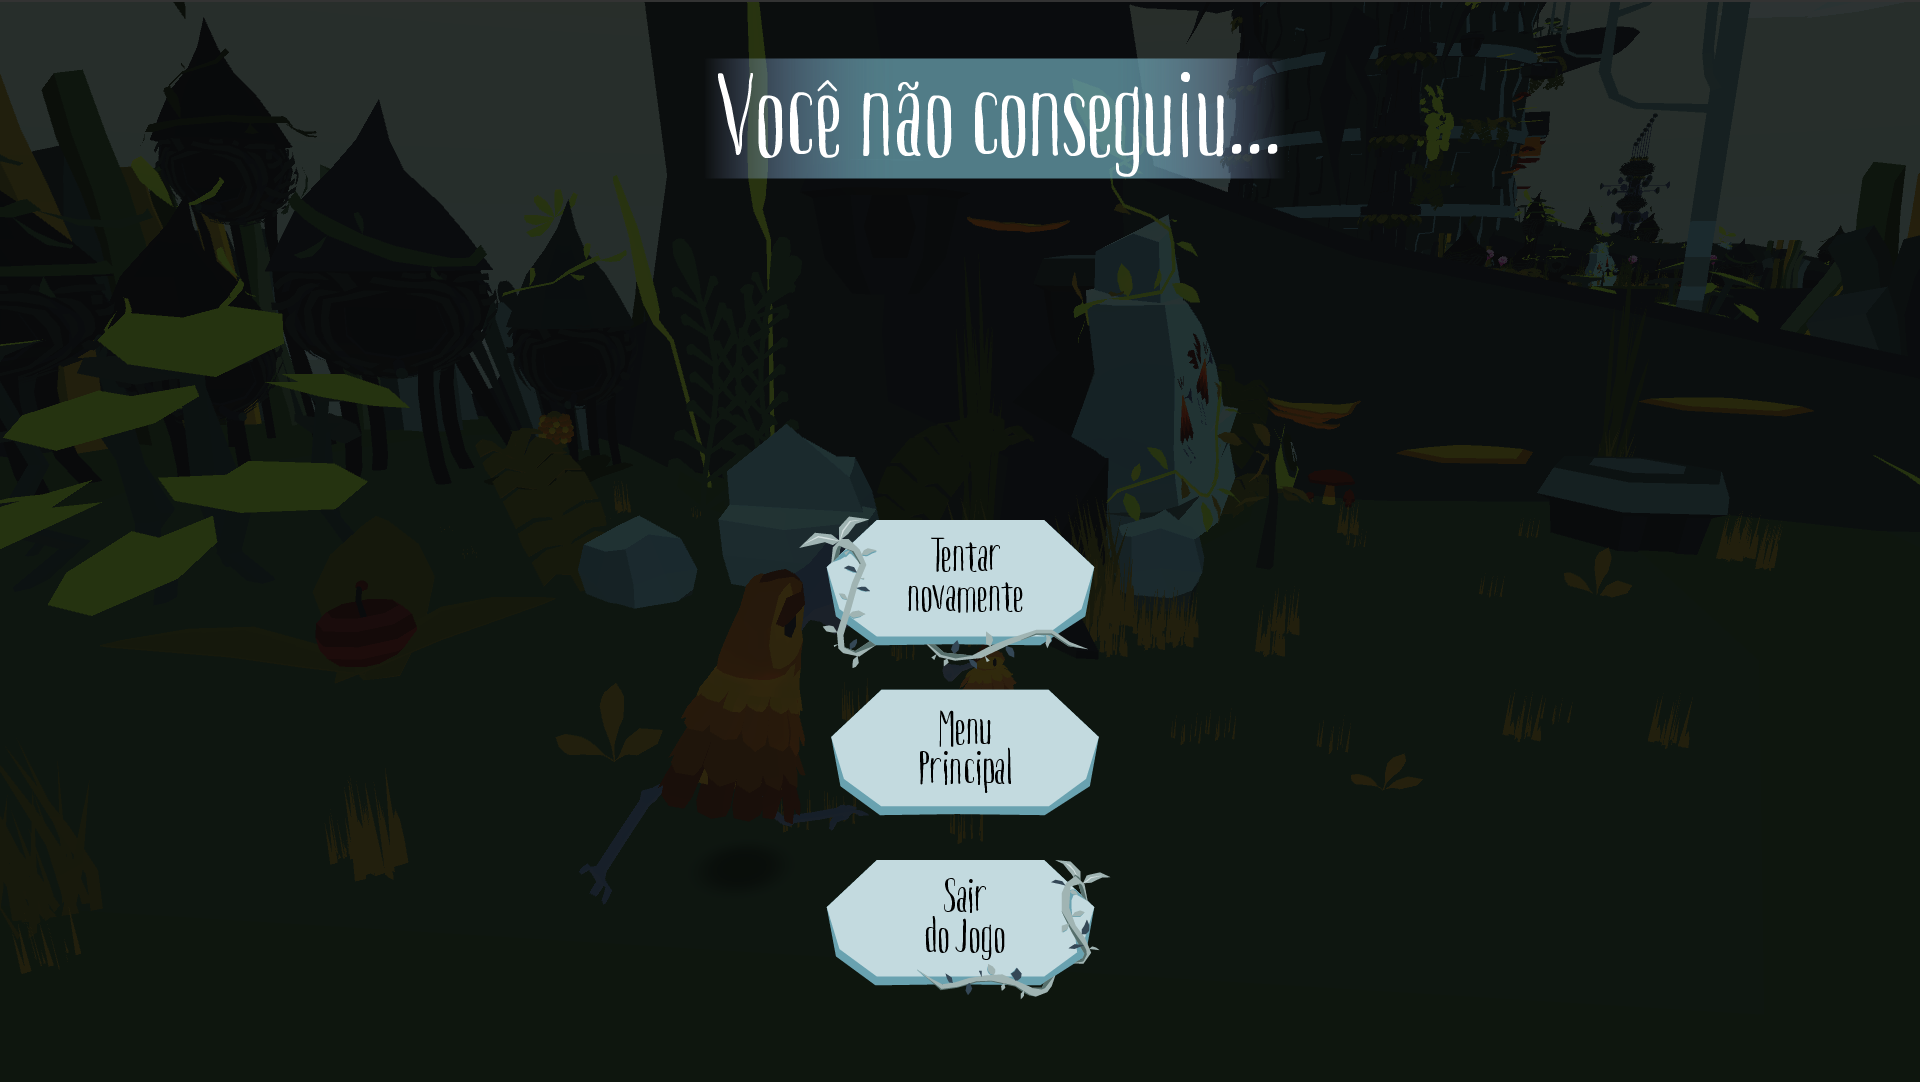 Você não conseguiu...
Tentar
novamente
Menu
Principal
Sair
do Jogo